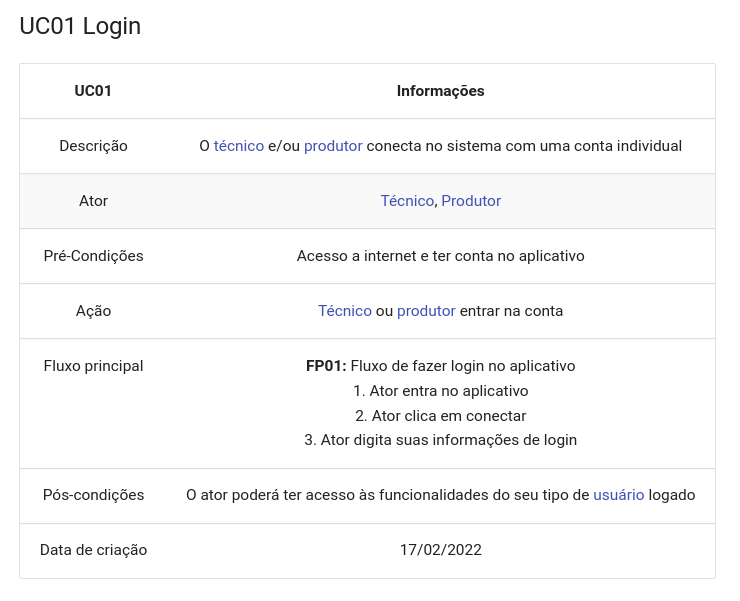 UC01 Login
UC01 Informações
Descrição O técnico e/ou produtor conecta no sistema com uma conta individual
Ator Técnico, Produtor
Pré-Condições Acesso a internet e ter conta no aplicativo
Ação Técnico ou produtor entrar na conta
Fluxo principal FP01: Fluxo de fazer login no aplicativo
1. Ator entra no aplicativo
2. Ator clica em conectar
3. Ator digita suas informações de login
Pós-condições O ator poderá ter acesso às funcionalidades do seu tipo de usuário logado
Data de criação 17/02/2022